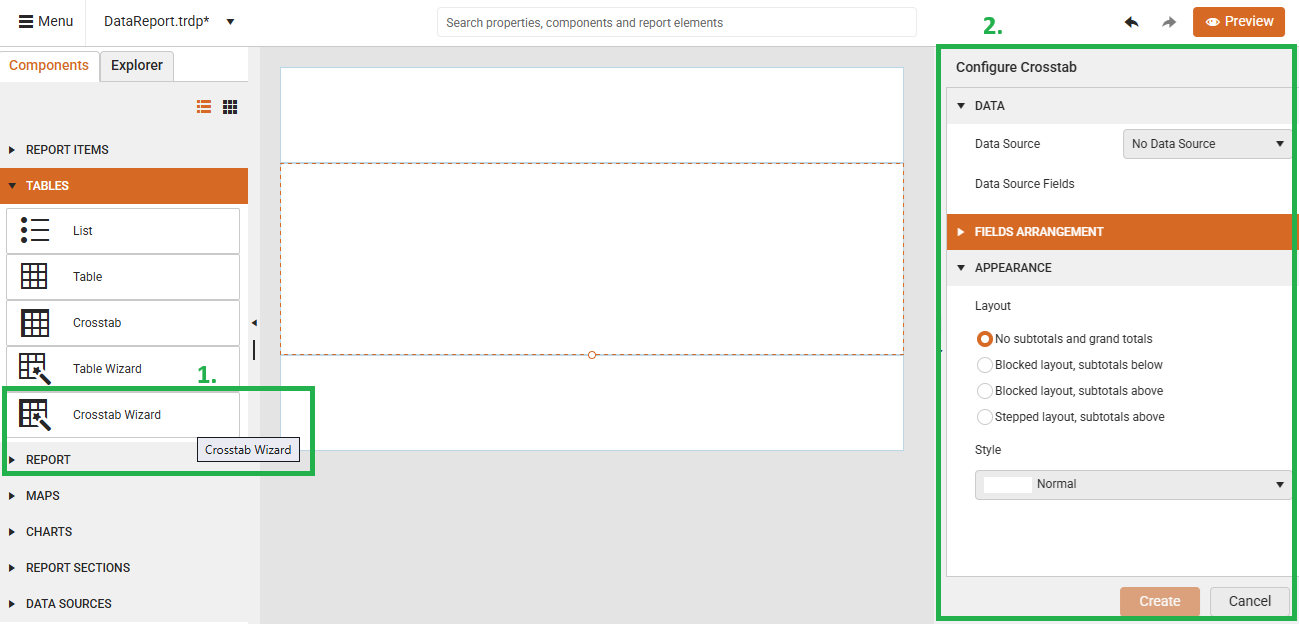 Menu
DataReport.trdp*
Search properties, components and report elements
2.
Preview
Components
Explorer
Configure Crosstab
DATA
Data Source
No Data Source
Data Source Fields
FIELDS ARRANGEMENT
APPEARANCE
Layout
No subtotals and grand totals
Blocked layout, subtotals below
Blocked layout, subtotals above
Stepped layout, subtotals above
Style
Normal
Create
Cancel
REPORT ITEMS
TABLES
List
Table
Crosstab
Table Wizard
1.
Crosstab Wizard
Crosstab Wizard
REPORT
MAPS
CHARTS
REPORT SECTIONS
DATA SOURCES